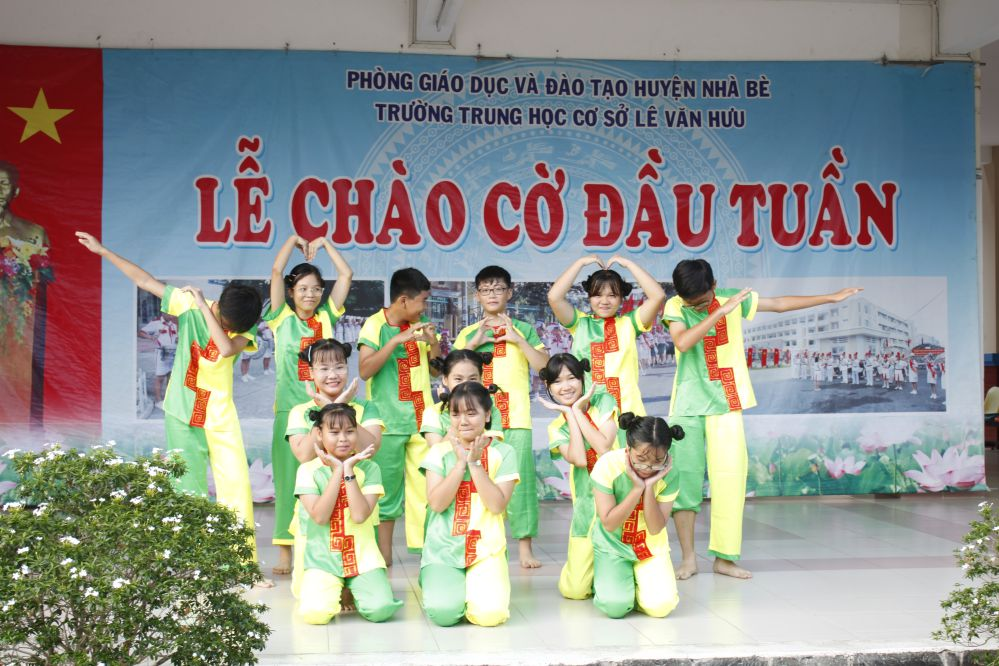 PHÒNG GIÁO DỤC VÀ ĐÀO TẠO HUYỆN NHÀ BÈ
TRƯỜNG TRUNG HỌC CƠ SỞ LÊ VĂN HƯU
LỄ CHÀO CỜ ĐẦU TUẦN